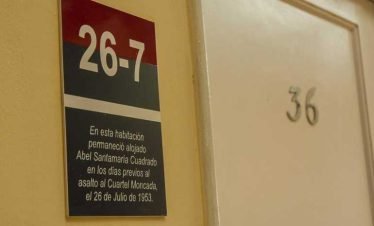 26-7
En esta habitación
permaneció alojado
Abel Santamaría Cuadrado
en los días previos al
asalto al Cuartel Moncada,
el 26 de Julio de 1953.
36